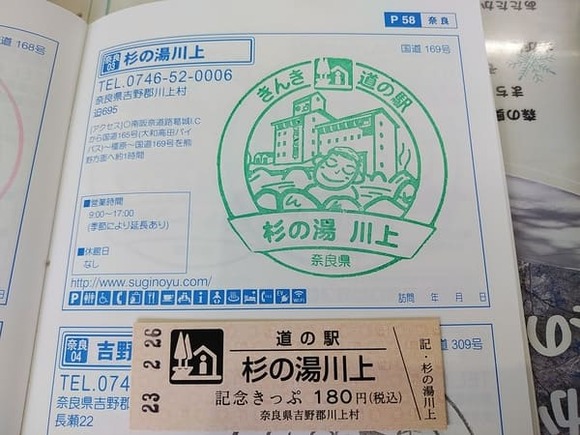 道 168号
P 58 奈良
奈良
03
杉の湯川上
国道 169号
TEL.0746-52-0006
奈良県吉野郡川上村
迫695
[アクセス]○南阪奈道路葛城I.C
から国道165号(大和高田バイ
パス)～橿原～国道169号を熊
野方面へ約1時間
■営業時間
9:00～17:00
(季節により延長あり)
■休館日
なし
http://www.suginoyu.com/
きんき 道の駅
杉の湯 川上
奈良県
訪問 年 月 日
奈良
04
吉野
道 309号
TEL.074
奈良県吉野郡
長瀬22
23. 2. 26
道の駅
杉の湯川上
記念きっぷ 180円(税込)
奈良県吉野郡川上村
記・杉の湯川上
あたたか
まち
森の